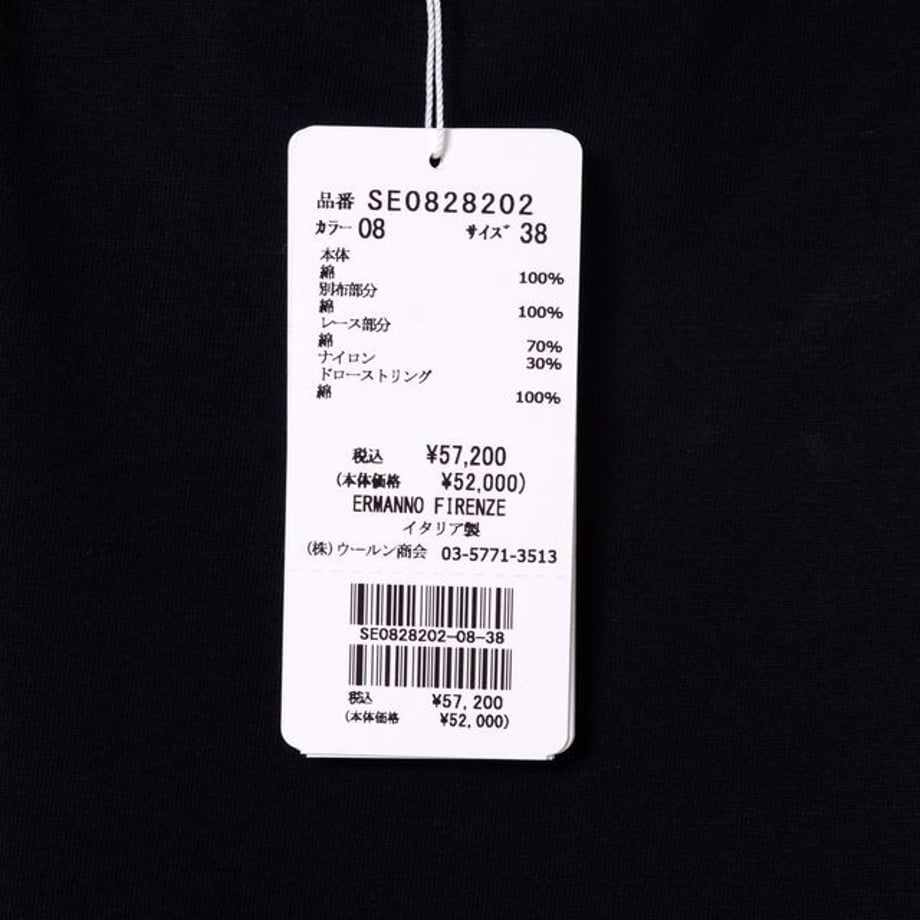 品番 SE0828202
カラー 08 サイズ 38
本体
綿 100%
別布部分
綿 100%
レース部分
綿 70%
ナイロン 30%
ドローストリング
綿 100%
税込 ¥57,200
(本体価格 ¥52,000)
ERMANNO FIRENZE
イタリア製
(株)ウールン商会 03-5771-3513
SE0828202-08-38
税込 ¥57,200
(本体価格 ¥52,000)